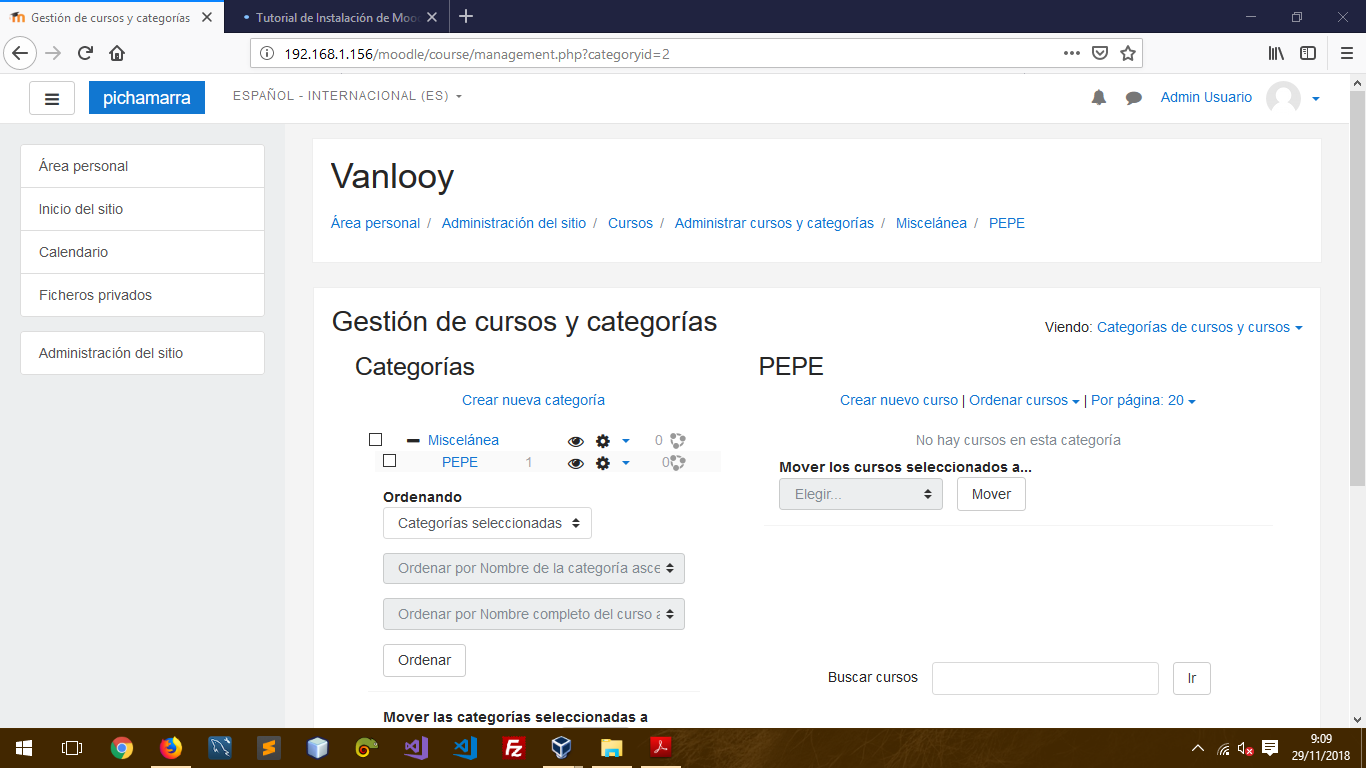 Gestión de cursos y categorías
Tutorial de Instalación de Moo
192.168.1.156/moodle/course/management.php?categoryid=2
pichamarra
ESPAÑOL - INTERNACIONAL (ES)
Admin Usuario
Área personal
Inicio del sitio
Calendario
Ficheros privados
Administración del sitio
Vanlooy
Área personal / Administración del sitio / Cursos / Administrar cursos y categorías / Miscelánea / PEPE
Gestión de cursos y categorías
Viendo: Categorías de cursos y cursos
Categorías
Crear nueva categoría
Miscelánea 0
PEPE 1 0
Ordenando
Categorías seleccionadas
Ordenar por Nombre de la categoría asce
Ordenar por Nombre completo del curso a
Ordenar
Mover las categorías seleccionadas a
PEPE
Crear nuevo curso | Ordenar cursos | Por página: 20
No hay cursos en esta categoría
Mover los cursos seleccionados a...
Elegir...
Mover
Buscar cursos
Ir
9:09
29/11/2018